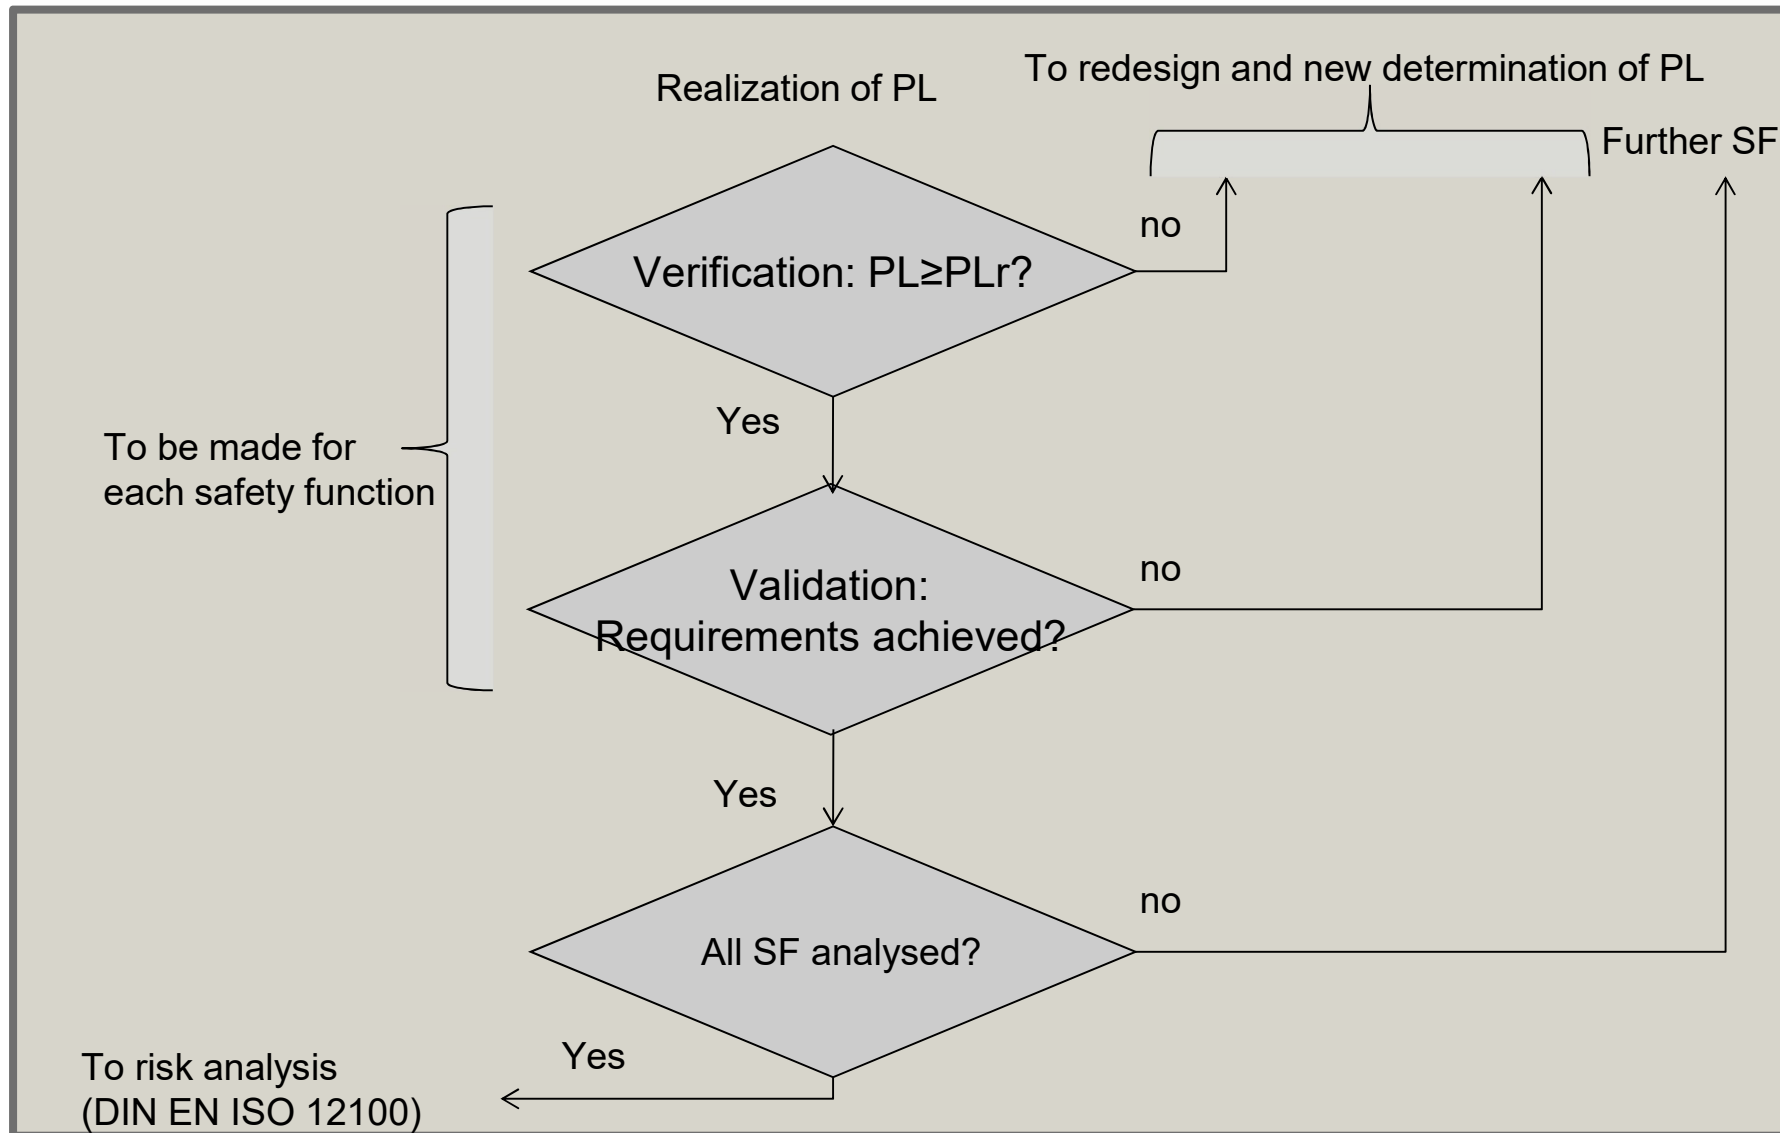 To redesign and new determination of PL
Realization of PL
Further SF
no
Verification: PL≥PLr?
Yes
To be made for
each safety function
no
Validation:
Requirements achieved?
Yes
no
All SF analysed?
Yes
To risk analysis
(DIN EN ISO 12100)